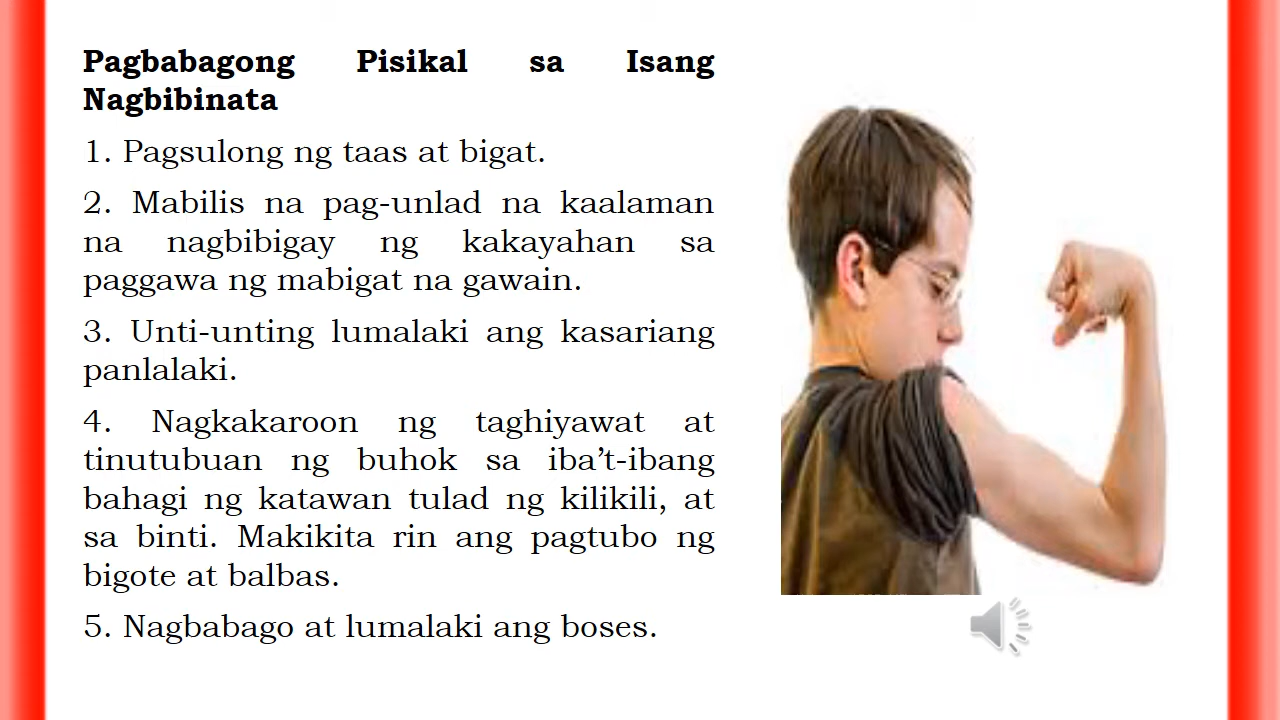 Pagbabagong Pisikal sa Isang
Nagbibinata
1. Pagsulong ng taas at bigat.
2. Mabilis na pag-unlad na kaalaman
na nagbibigay ng kakayahan sa
paggawa ng mabigat na gawain.
3. Unti-unting lumalaki ang kasariang
panlalaki.
4. Nagkakaroon ng taghiyawat at
tinutubuan ng buhok sa iba’t-ibang
bahagi ng katawan tulad ng kilikili, at
sa binti. Makikita rin ang pagtubo ng
bigote at balbas.
5. Nagbabago at lumalaki ang boses.